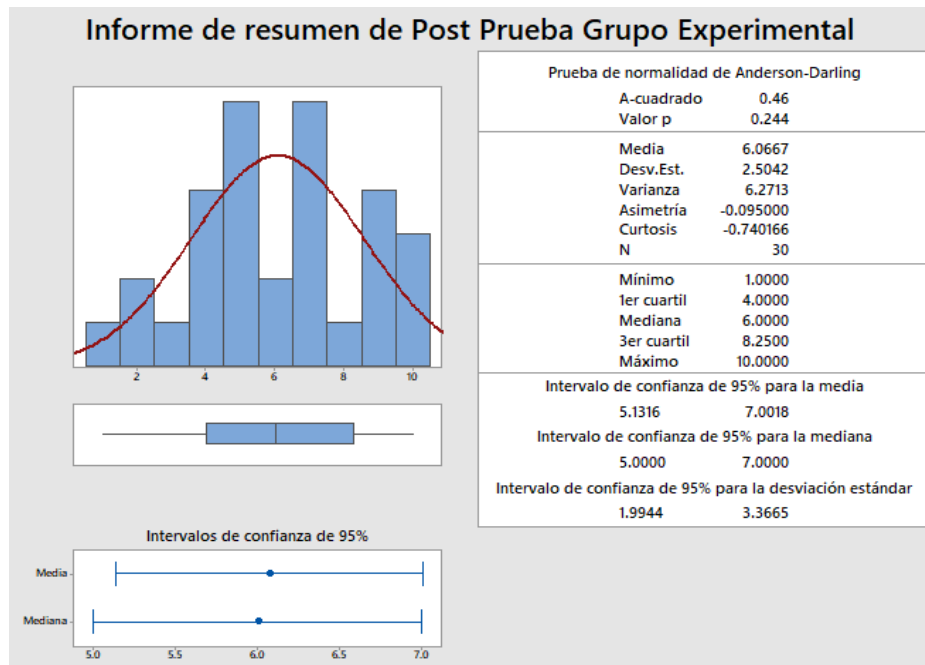 Informe de resumen de Post Prueba Grupo Experimental
2 4 6 8 10
Intervalos de confianza de 95%
Media
Mediana
5.0 5.5 6.0 6.5 7.0
Prueba de normalidad de Anderson-Darling
A-cuadrado 0.46
Valor p 0.244
Media 6.0667
Desv.Est. 2.5042
Varianza 6.2713
Asimetría -0.095000
Curtosis -0.740166
N 30
Mínimo 1.0000
1er cuartil 4.0000
Mediana 6.0000
3er cuartil 8.2500
Máximo 10.0000
Intervalo de confianza de 95% para la media
5.1316 7.0018
Intervalo de confianza de 95% para la mediana
5.0000 7.0000
Intervalo de confianza de 95% para la desviación estándar
1.9944 3.3665